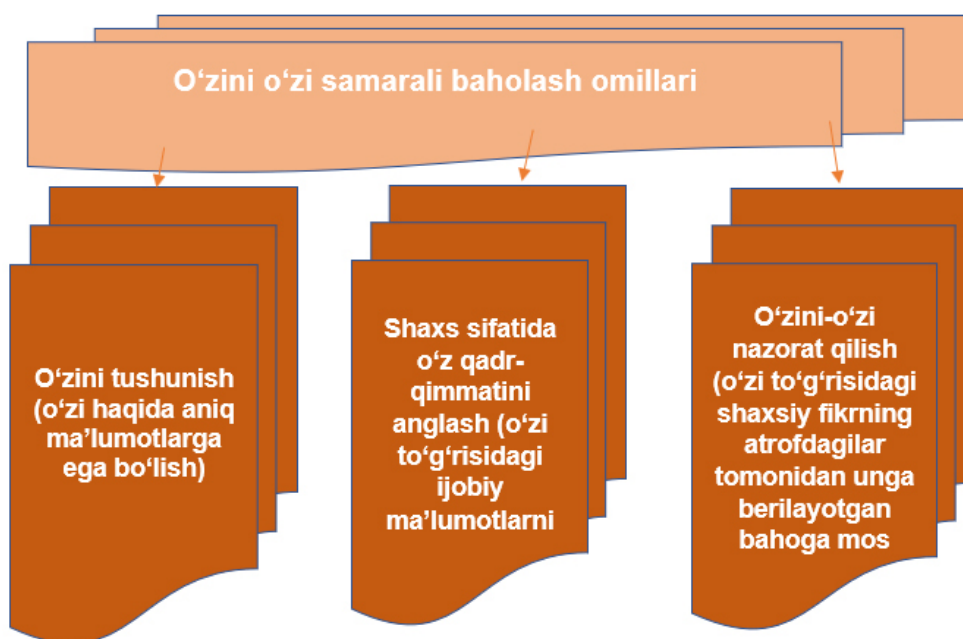 O‘zini o‘zi samarali baholash omillari
O‘zini tushunish
(o‘zi haqida aniq
ma’lumotlarga
ega bo‘lish)
Shaxs sifatida
o‘z qadr-
qimmatini
anglash (o‘zi
to‘g‘risidagi
ijobiy
ma’lumotlarni
O‘zini-o‘zi
nazorat qilish
(o‘zi to‘g‘risidagi
shaxsiy fikrning
atrofdagilar
tomonidan unga
berilayotgan
bahoga mos